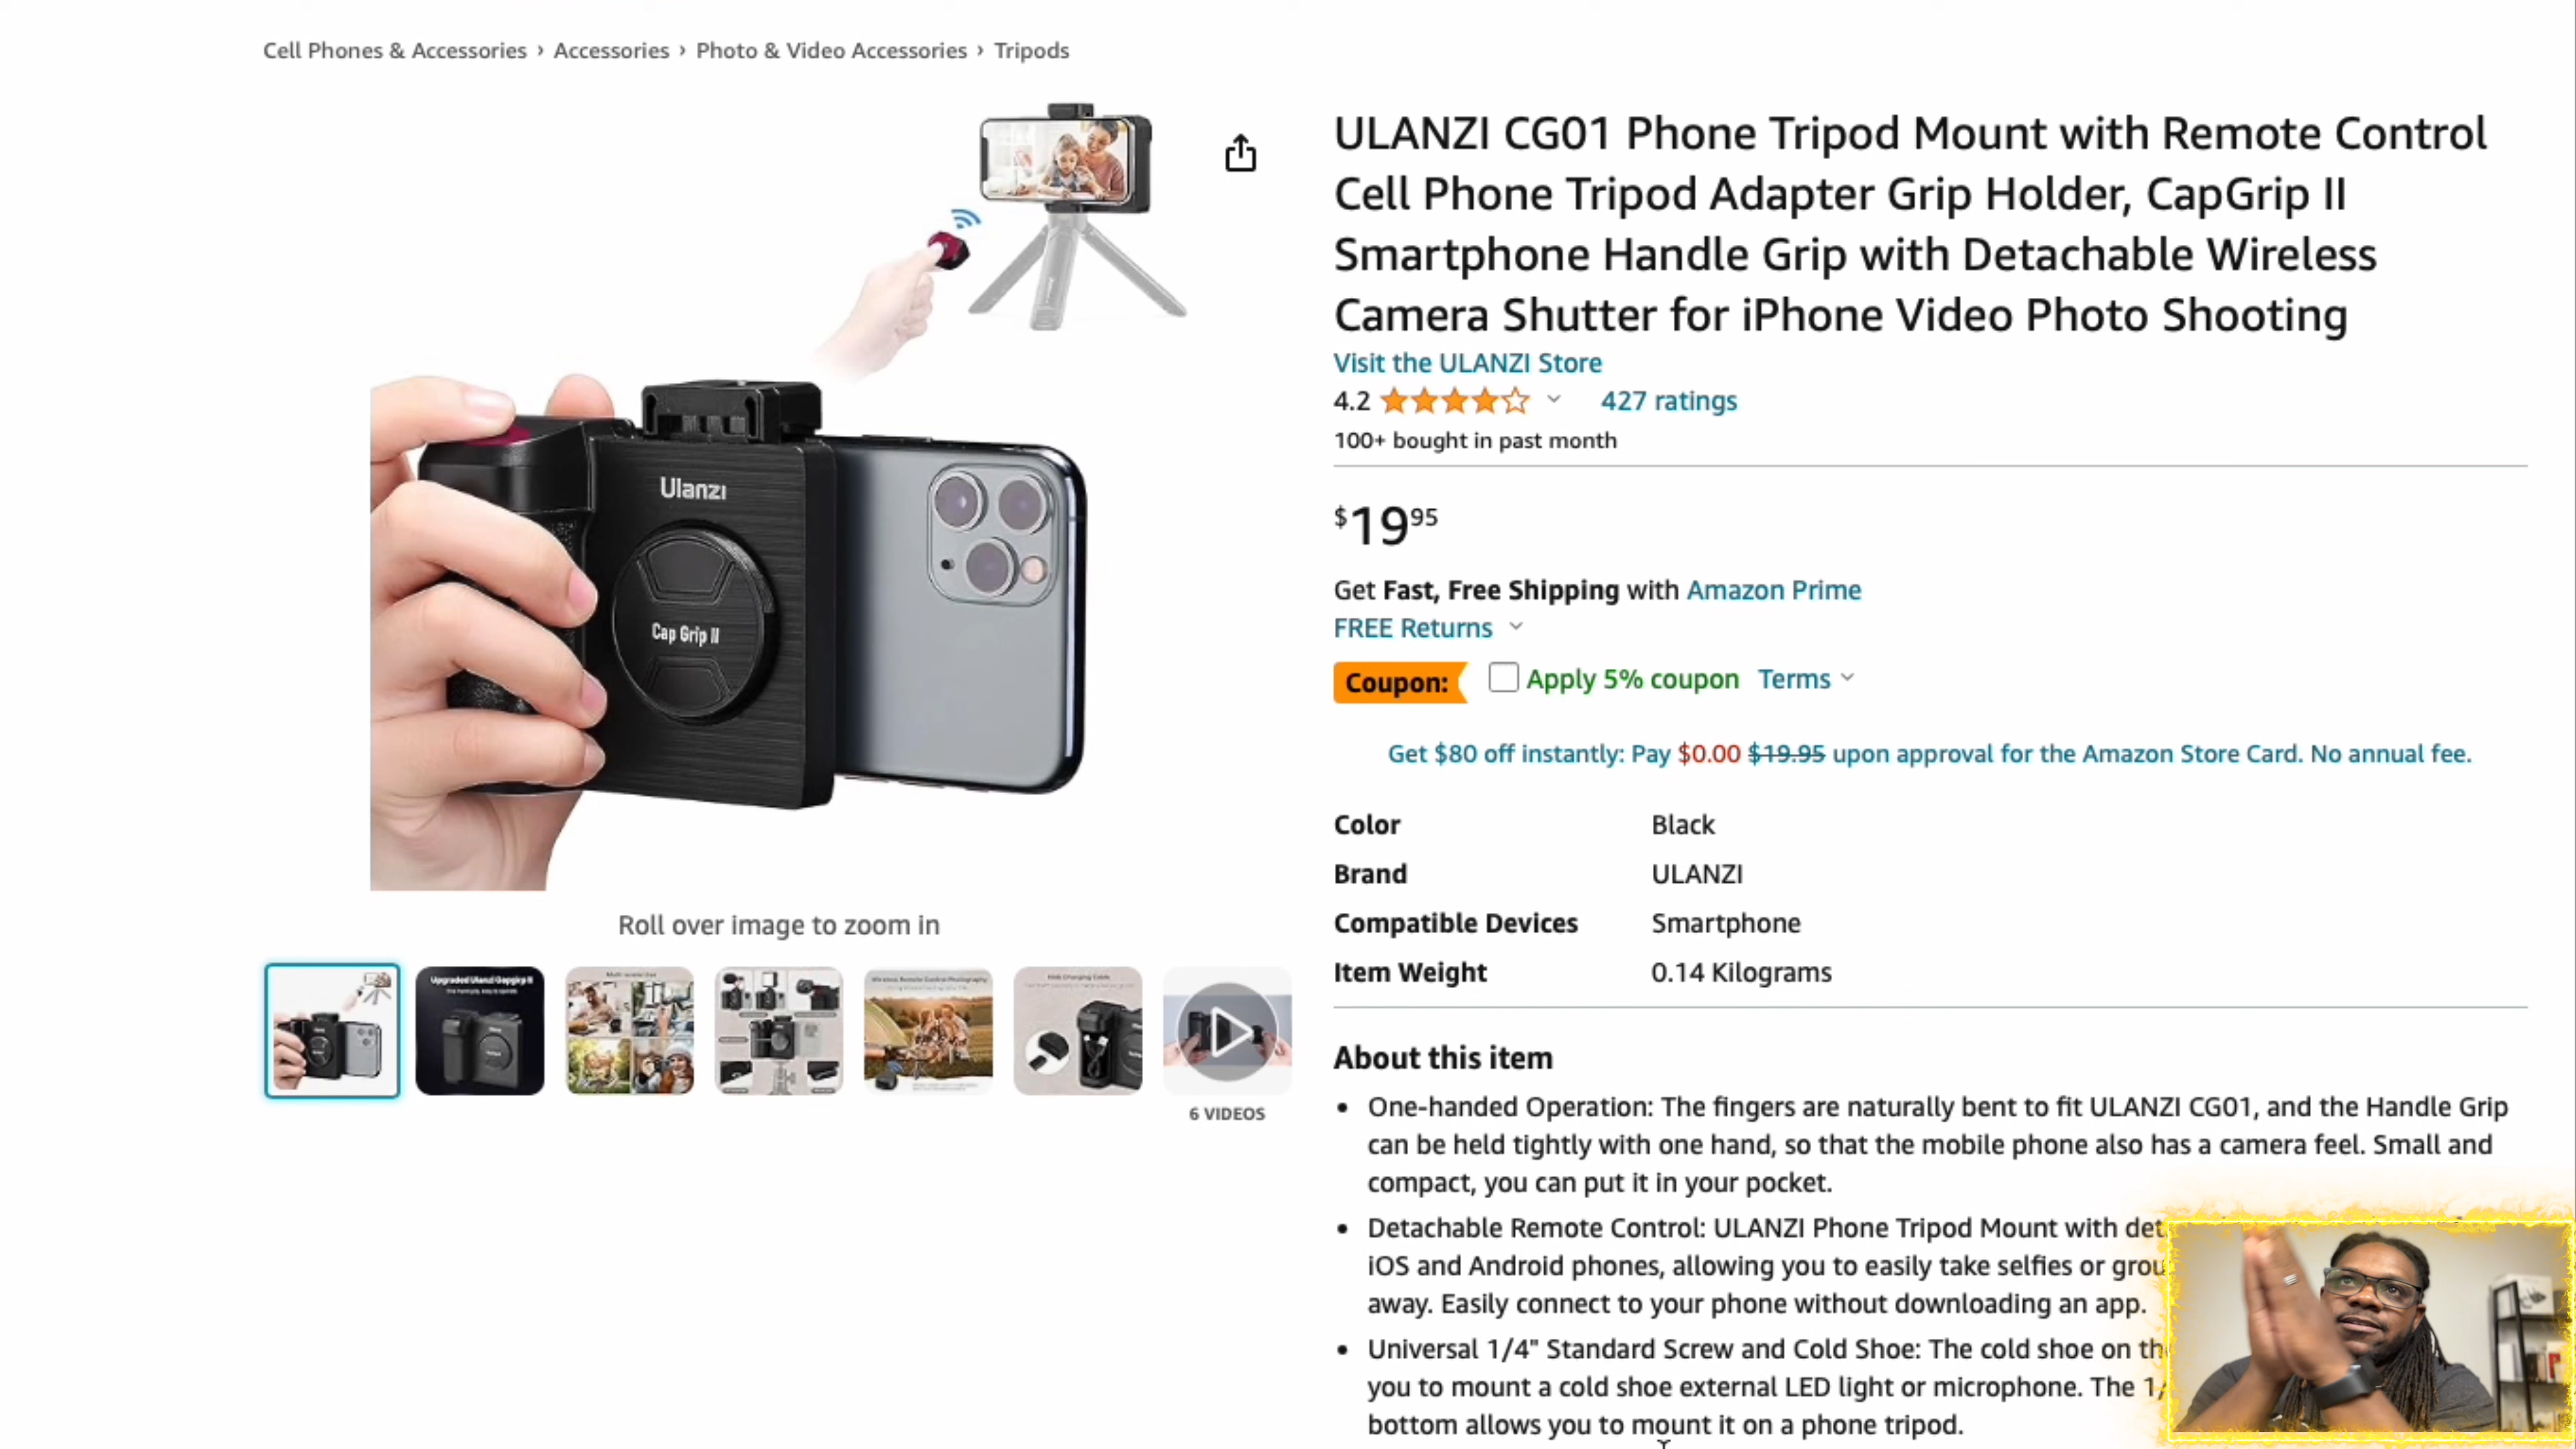 Cell Phones & Accessories › Accessories › Photo & Video Accessories › Tripods
ULANZI CG01 Phone Tripod Mount with Remote Control
Cell Phone Tripod Adapter Grip Holder, CapGrip II
Smartphone Handle Grip with Detachable Wireless
Camera Shutter for iPhone Video Photo Shooting
Visit the ULANZI Store
4.2 427 ratings
100+ bought in past month
$19 95
Get Fast, Free Shipping with Amazon Prime
FREE Returns
Coupon: Apply 5% coupon Terms
Get $80 off instantly: Pay $0.00 $19.95 upon approval for the Amazon Store Card. No annual fee.
Color Black
Brand ULANZI
Compatible Devices Smartphone
Item Weight 0.14 Kilograms
About this item
• One-handed Operation: The fingers are naturally bent to fit ULANZI CG01, and the Handle Grip
can be held tightly with one hand, so that the mobile phone also has a camera feel. Small and
compact, you can put it in your pocket.
• Detachable Remote Control: ULANZI Phone Tripod Mount with det
iOS and Android phones, allowing you to easily take selfies or grou
away. Easily connect to your phone without downloading an app.
• Universal 1/4" Standard Screw and Cold Shoe: The cold shoe on th
you to mount a cold shoe external LED light or microphone. The 1/
bottom allows you to mount it on a phone tripod.
Ulanzi
Cap Grip II
Roll over image to zoom in
Upgraded Ulanzi Capgrip II
Wireless Remote Control Photography
6 VIDEOS